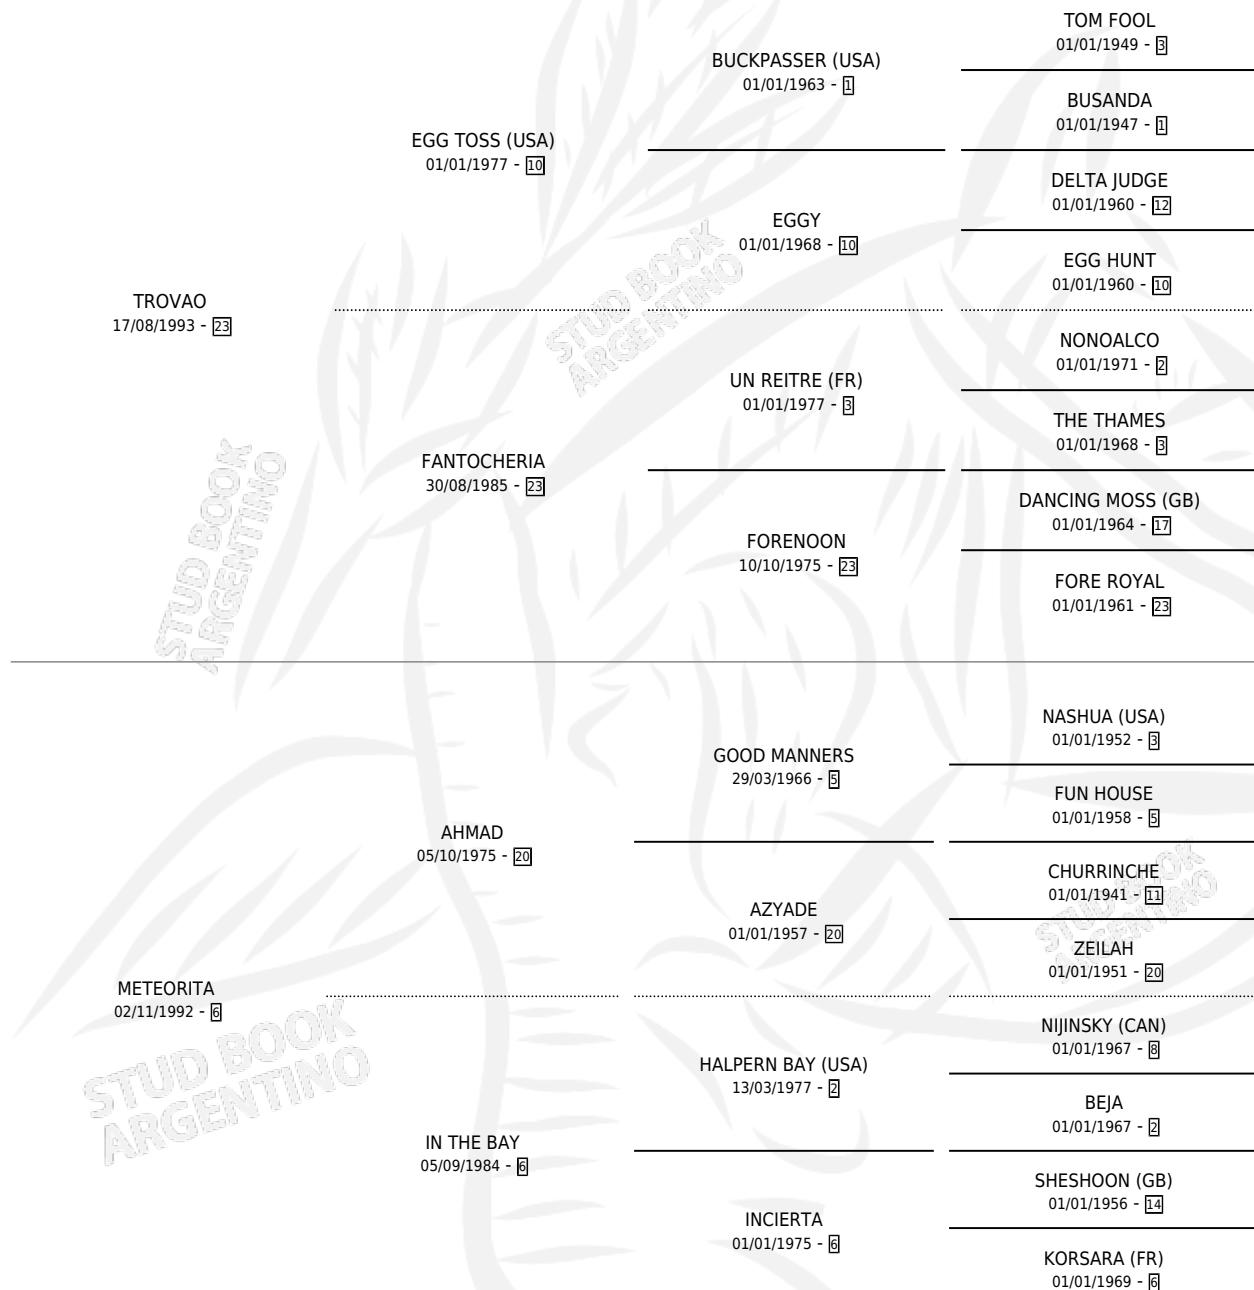 TOM FOOL
01/01/1949 - 3
BUCKPASSER (USA)
01/01/1963 - 1
BUSANDA
01/01/1947 - 1
EGG TOSS (USA)
01/01/1977 - 10
DELTA JUDGE
01/01/1960 - 12
EGGY
01/01/1968 - 10
EGG HUNT
01/01/1960 - 10
TROVAO
17/08/1993 - 23
NONOALCO
01/01/1971 - 2
UN REITRE (FR)
01/01/1977 - 3
THE THAMES
01/01/1968 - 3
FANTOCHERIA
30/08/1985 - 23
DANCING MOSS (GB)
01/01/1964 - 17
FORENOON
10/10/1975 - 23
FORE ROYAL
01/01/1961 - 23
NASHUA (USA)
01/01/1952 - 3
GOOD MANNERS
29/03/1966 - 5
FUN HOUSE
01/01/1958 - 5
AHMAD
05/10/1975 - 20
CHURRINCHE
01/01/1941 - 11
AZYADE
01/01/1957 - 20
ZEILAH
01/01/1951 - 20
METEORITA
02/11/1992 - 6
NIJINSKY (CAN)
01/01/1967 - 8
HALPERN BAY (USA)
13/03/1977 - 2
BEJA
01/01/1967 - 2
IN THE BAY
05/09/1984 - 6
SHESHOON (GB)
01/01/1956 - 14
INCIERTA
01/01/1975 - 6
KORSARA (FR)
01/01/1969 - 6
STUD BOOK
ARGENTINO
STUD BOOK
ARGENTINO
STUD BOOK
ARGENTINO
STUD BOOK
ARGENTINO